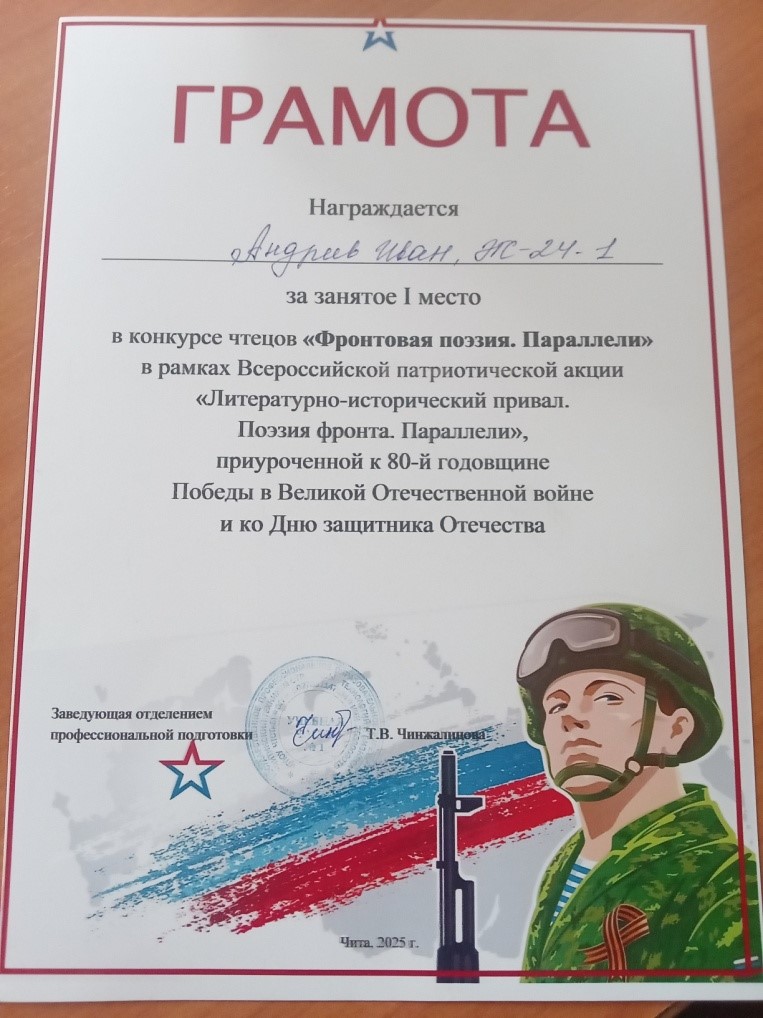 ГРАМОТА
Награждается
Андриив Иван, ЭТ-24-1
за занятое I место
в конкурсе чтецов «Фронтовая поэзия. Параллели»
в рамках Всероссийской патриотической акции
«Литературно-исторический привал.
Поэзия фронта. Параллели»,
приуроченной к 80-й годовщине
Победы в Великой Отечественной войне
и ко Дню защитника Отечества
Заведующая отделением
профессиональной подготовки
Т.В. Чинжалинова
Чита, 2025 г.